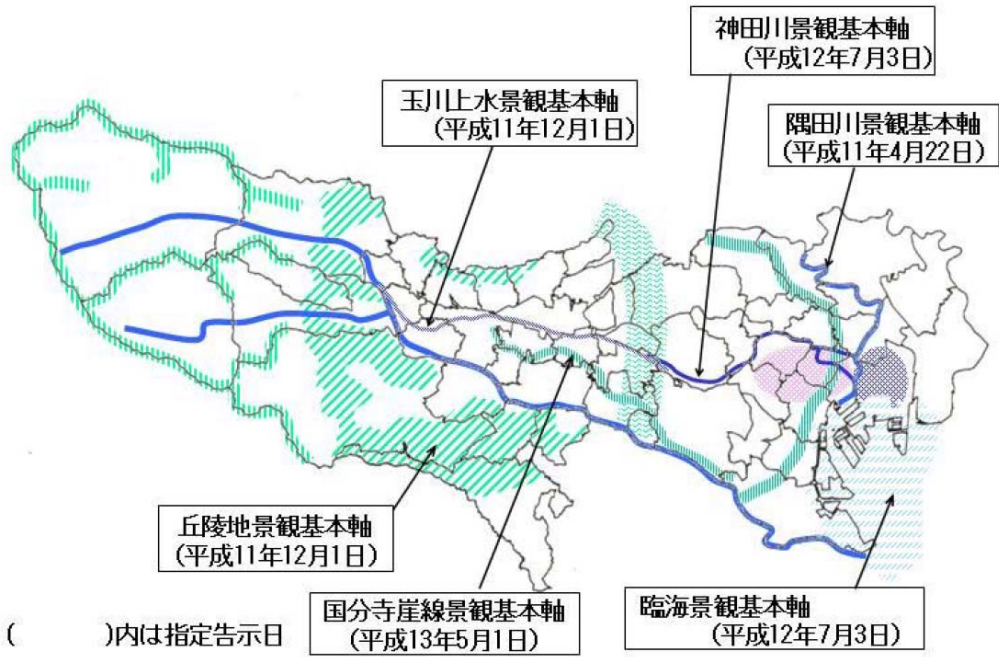 神田川景観基本軸
(平成12年7月3日)
玉川上水景観基本軸
(平成11年12月1日)
隅田川景観基本軸
(平成11年4月22日)
丘陵地景観基本軸
(平成11年12月1日)
国分寺崖線景観基本軸
(平成13年5月1日)
臨海景観基本軸
(平成12年7月3日)
(　　　)内は指定告示日